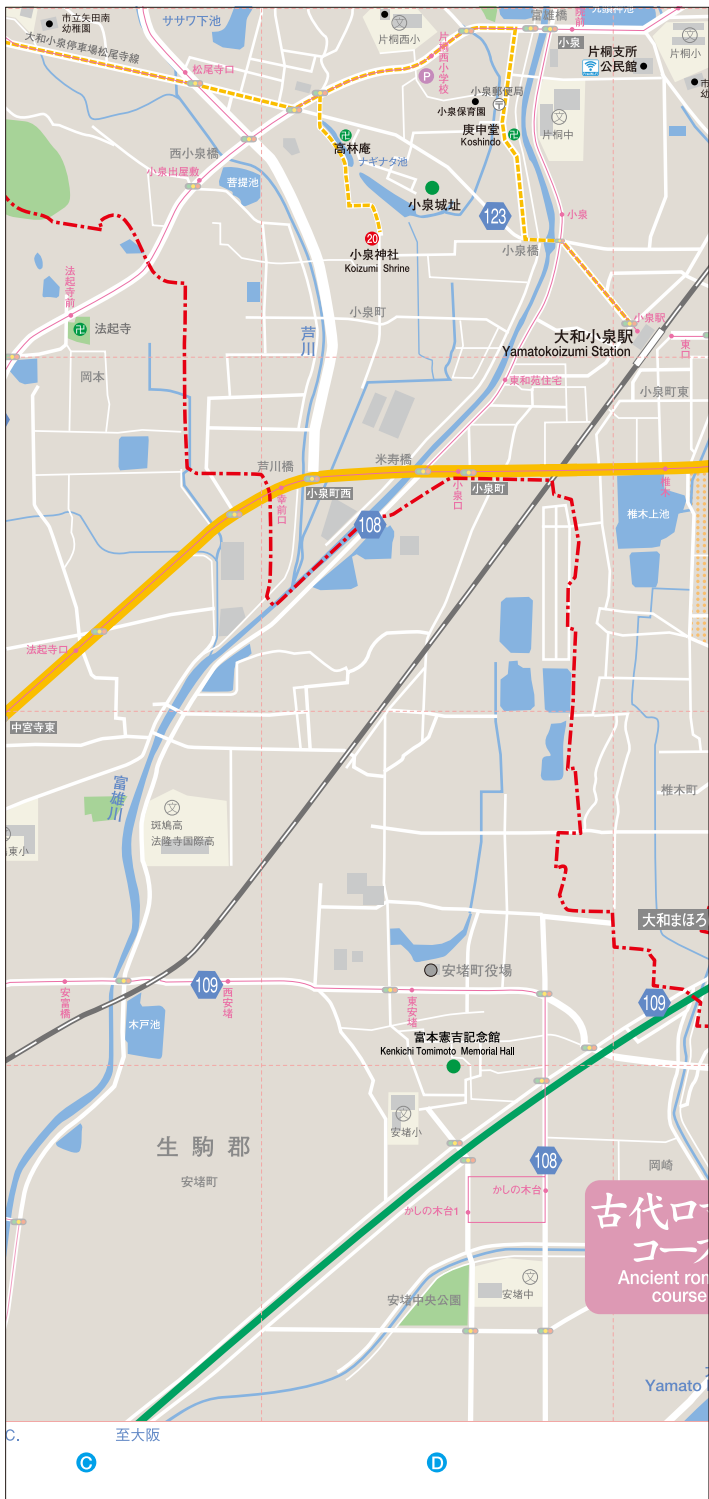 市立矢田南
幼稚園
ササワ下池
片桐西小
富雄橋
小泉
片桐支所
公民館
片桐小
大和小泉停車場松尾寺線
松尾寺口
片桐西小学校
P
小泉郵便局
小泉保育園
片桐中
市
幼
西小泉橋
高林庵
ナギナタ池
庚申堂
Koshindo
小泉出屋敷
菩提池
小泉城址
123
小泉
小泉橋
20
小泉神社
Koizumi Shrine
法起寺前
法起寺
小泉町
芦川
大和小泉駅
Yamatokoizumi Station
小泉駅
東口
岡本
東和苑住宅
小泉町東
芦川橋
米寿橋
小泉町西
幸前口
小泉口
小泉町
椎木
108
椎木上池
法起寺口
中宮寺東
富雄川
斑鳩高
法隆寺国際高
東小
椎木町
大和まほろ
安堵町役場
安富橋
109
西安堵
東安堵
109
木戸池
富本憲吉記念館
Kenkichi Tomimoto Memorial Hall
安堵小
生駒郡
安堵町
108
岡崎
かしの木台
かしの木台1
古代ロ
コース
Ancient rom
course
安堵中央公園
安堵中
Yamato
C.
至大阪
C
D